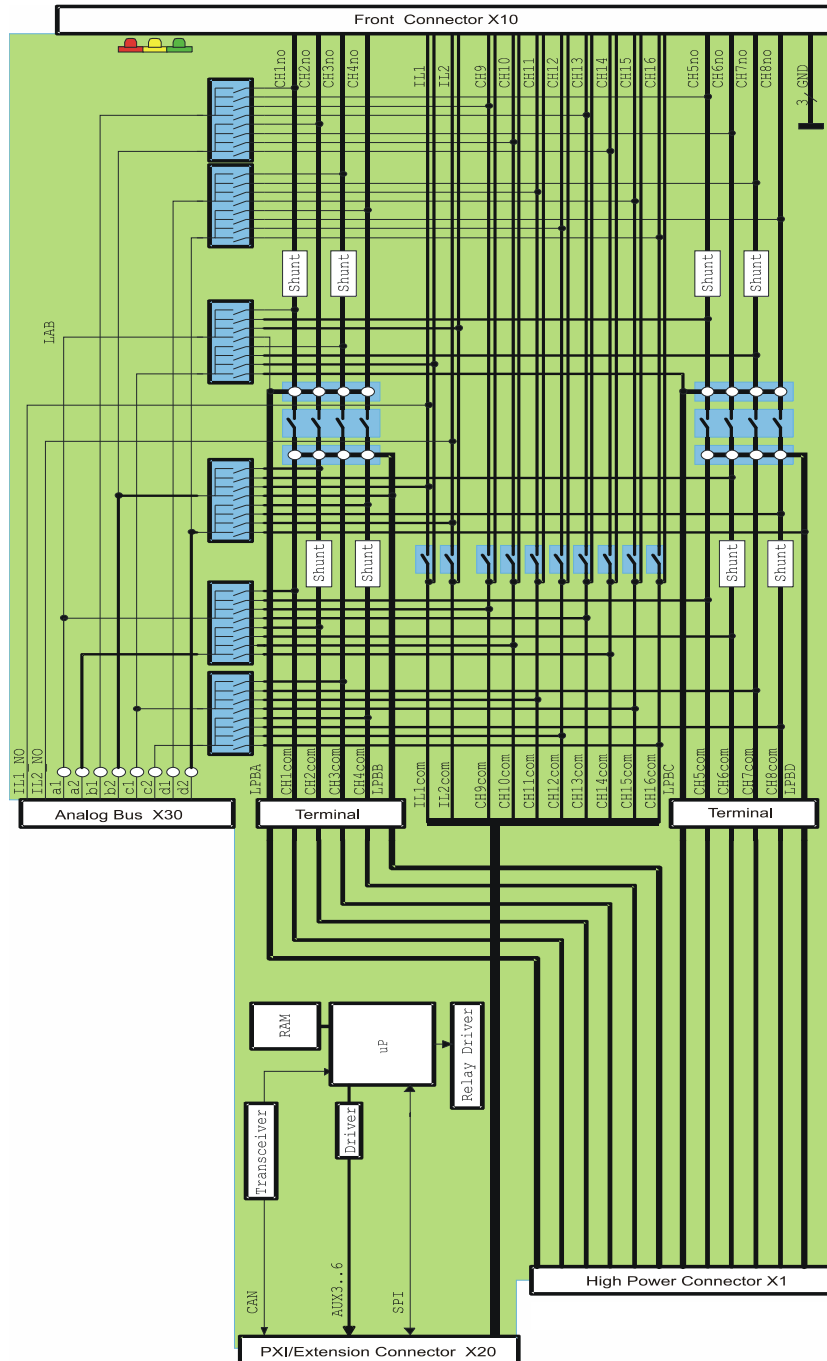 Front Connector X10
CH1no
CH2no
CH3no
CH4no
IL1
IL2
CH9
CH10
CH11
CH12
CH13
CH14
CH15
CH16
CH5no
CH6no
CH7no
CH8no
3,GND
Shunt
Shunt
Shunt
Shunt
LAB
Shunt
Shunt
Shunt
Shunt
IL1_NO
IL2_NO
a1
a2
b1
b2
c1
c2
d1
d2
LPBA
CH1com
CH2com
CH3com
CH4com
LPBB
IL1com
IL2com
CH9com
CH10com
CH11com
CH12com
CH13com
CH14com
CH15com
CH16com
LPBC
CH5com
CH6com
CH7com
CH8com
LPBD
Analog Bus X30
Terminal
Terminal
RAM
uP
Relay Driver
Transceiver
Driver
CAN
AUX3..6
SPI
High Power Connector X1
PXI/Extension Connector X20